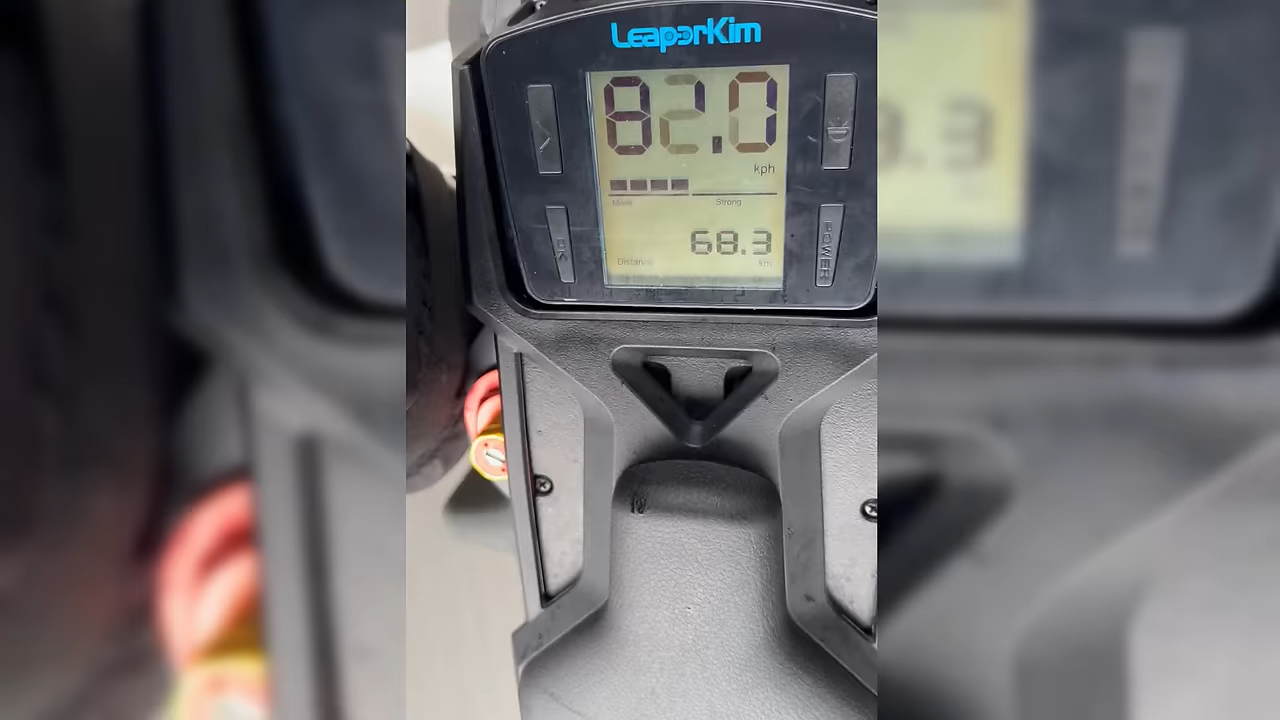 LeaperKim
82.0
kph
Mode Strong
68.3
Distance km
OK
POWER